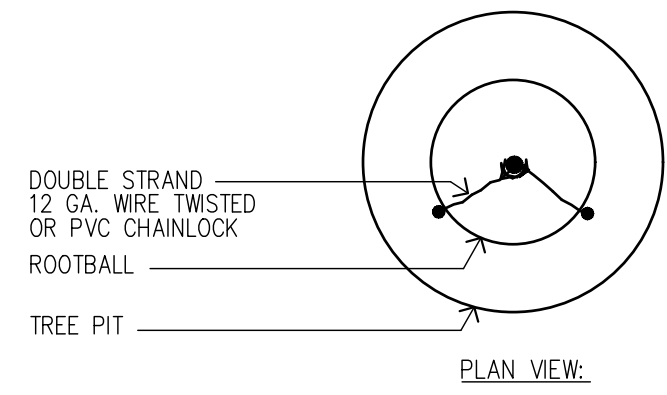 DOUBLE STRAND
12 GA. WIRE TWISTED
OR PVC CHAINLOCK
ROOTBALL
TREE PIT
PLAN VIEW: